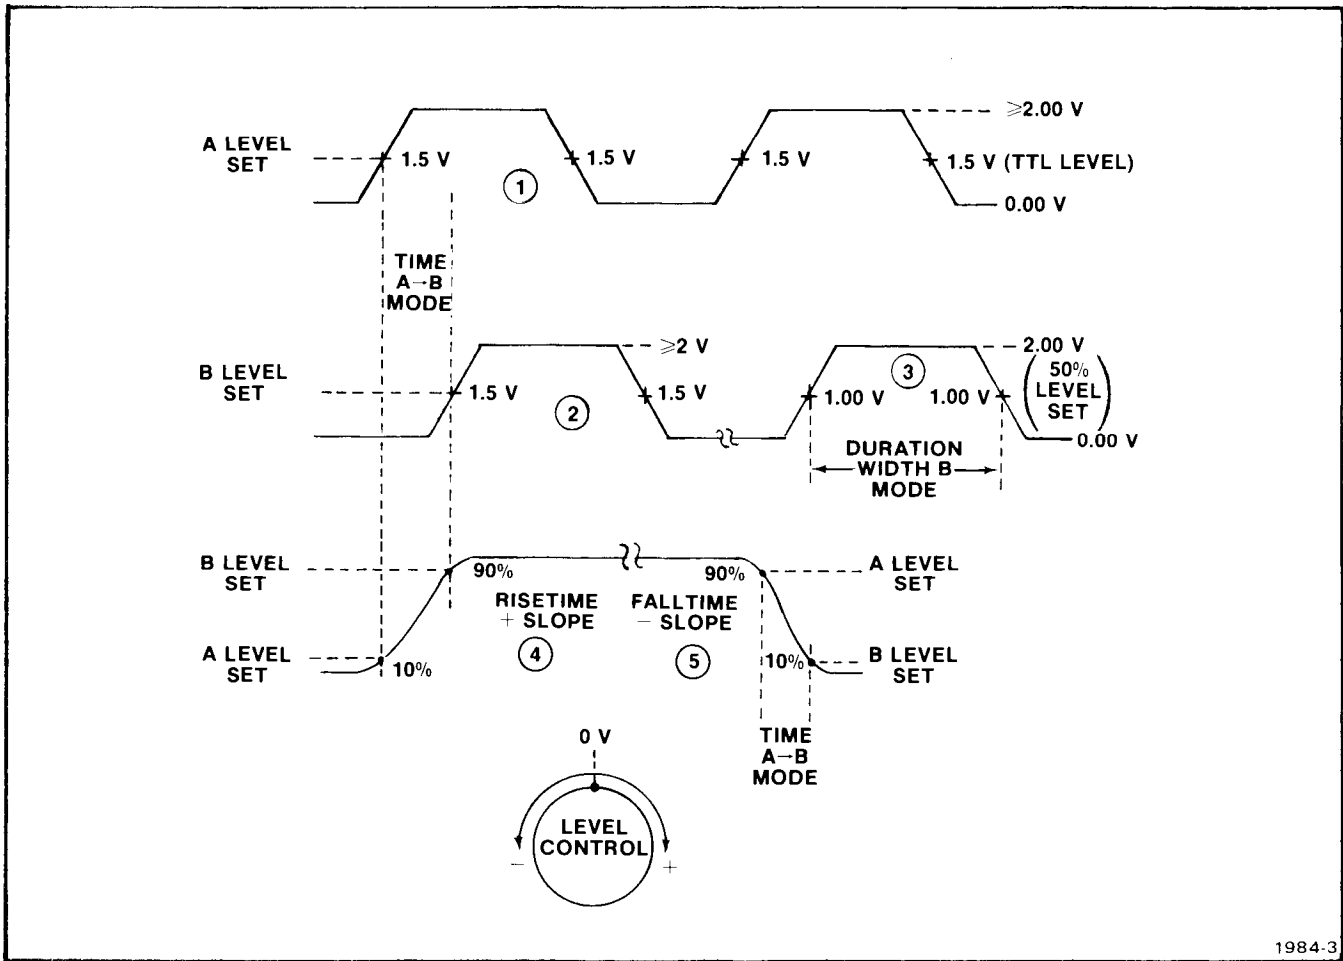 ≥2.00 V
A LEVEL
SET
1.5 V
1.5 V
1.5 V
1.5 V (TTL LEVEL)
1
0.00 V
TIME
A→B
MODE
≥2 V
2.00 V
B LEVEL
SET
1.5 V
1.5 V
2
3
1.00 V
1.00 V
50%
LEVEL
SET
0.00 V
DURATION
WIDTH B
MODE
B LEVEL
SET
90%
90%
A LEVEL
SET
RISETIME
+ SLOPE
4
FALLTIME
- SLOPE
5
A LEVEL
SET
10%
10%
B LEVEL
SET
TIME
A→B
MODE
0 V
LEVEL
CONTROL
-
+
1984-3